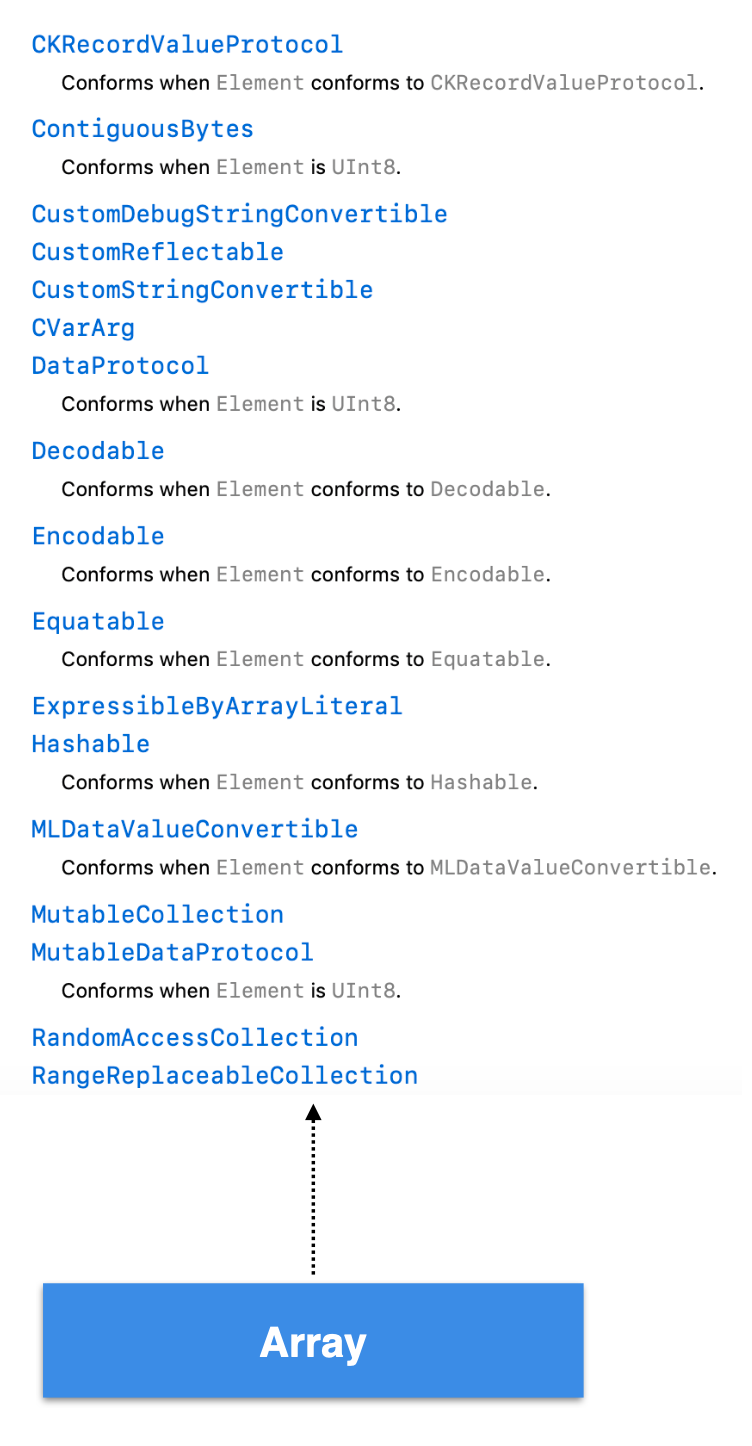 CKRecordValueProtocol
Conforms when Element conforms to CKRecordValueProtocol.
ContiguousBytes
Conforms when Element is UInt8.
CustomDebugStringConvertible
CustomReflectable
CustomStringConvertible
CVarArg
DataProtocol
Conforms when Element is UInt8.
Decodable
Conforms when Element conforms to Decodable.
Encodable
Conforms when Element conforms to Encodable.
Equatable
Conforms when Element conforms to Equatable.
ExpressibleByArrayLiteral
Hashable
Conforms when Element conforms to Hashable.
MLDataValueConvertible
Conforms when Element conforms to MLDataValueConvertible.
MutableCollection
MutableDataProtocol
Conforms when Element is UInt8.
RandomAccessCollection
RangeReplaceableCollection
Array